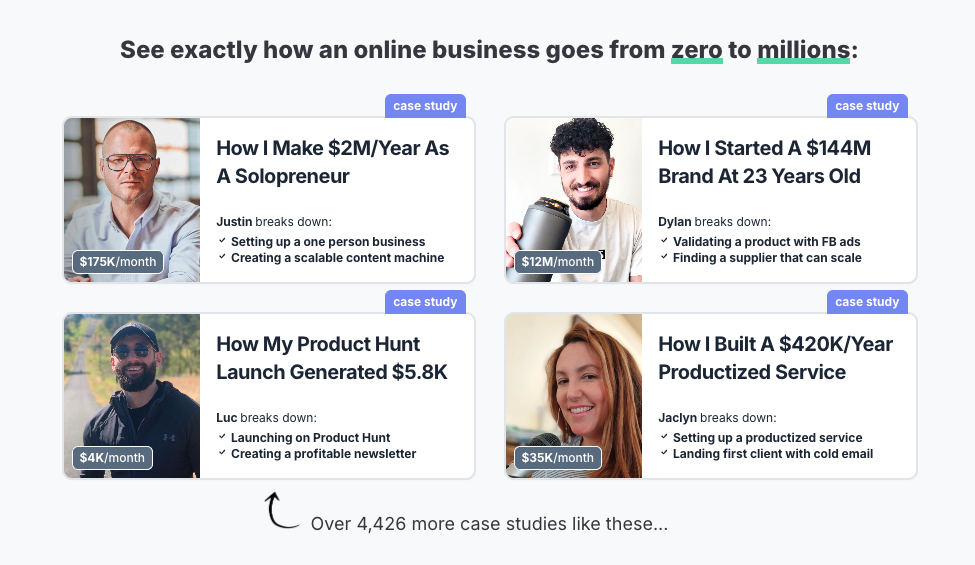 See exactly how an online business goes from zero to millions:
case study
How I Make $2M/Year As
A Solopreneur
Justin breaks down:
✓ Setting up a one person business
✓ Creating a scalable content machine
$175K/month
case study
How I Started A $144M
Brand At 23 Years Old
Dylan breaks down:
✓ Validating a product with FB ads
✓ Finding a supplier that can scale
$12M/month
case study
How My Product Hunt
Launch Generated $5.8K
Luc breaks down:
✓ Launching on Product Hunt
✓ Creating a profitable newsletter
$4K/month
case study
How I Built A $420K/Year
Productized Service
Jaclyn breaks down:
✓ Setting up a productized service
✓ Landing first client with cold email
$35K/month
Over 4,426 more case studies like these...